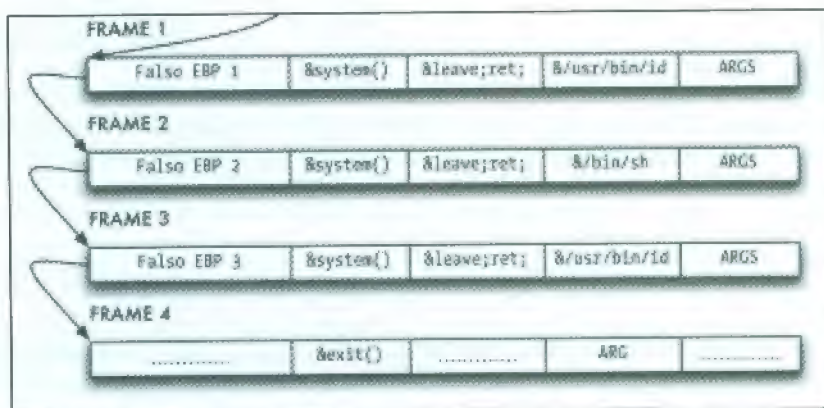 FRAME 1
Falso EBP 1 &system() &leave;ret; &/usr/bin/id ARGS
FRAME 2
Falso EBP 2 &system() &leave;ret; &/bin/sh ARGS
FRAME 3
Falso EBP 3 &system() &leave;ret; &/usr/bin/id ARGS
FRAME 4
............ &exit() ............ ARG ............